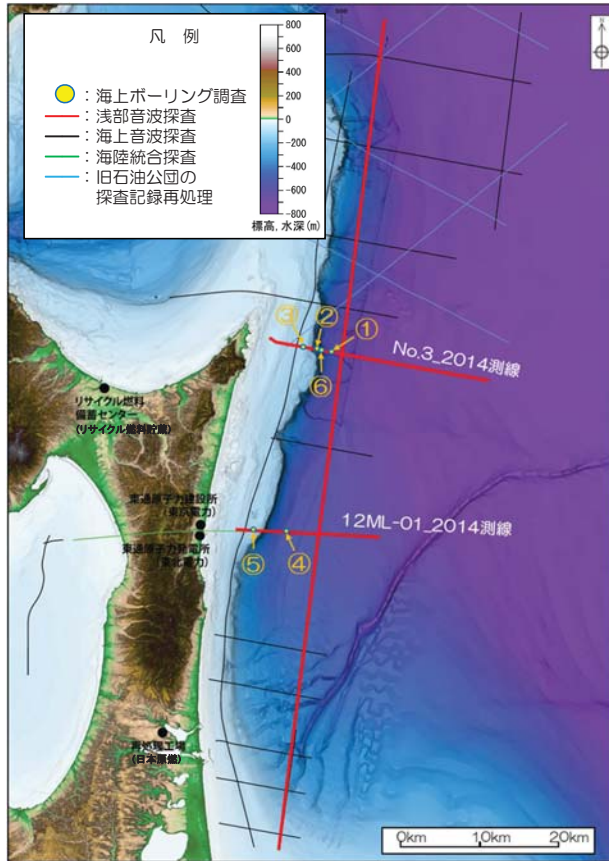 凡 例
：海上ボーリング調査
：浅部音波探査
：海上音波探査
：海陸統合探査
：旧石油公団の
探査記録再処理
800
600
400
200
0
-200
-400
-600
-800
標高,水深(m)
N
③
②
①
⑥
No.3_2014測線
リサイクル燃料
備蓄センター
(リサイクル燃料貯蔵)
東通原子力建設所
(東京電力)
12ML-01_2014測線
東通原子力発電所
(東北電力)
⑤
④
再処理工場
(日本原燃)
0km
10km
20km